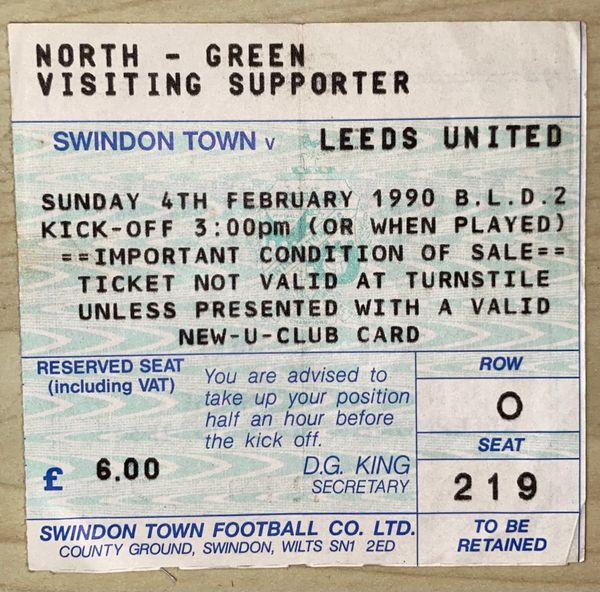 NORTH - GREEN
VISITING SUPPORTER
SWINDON TOWN v LEEDS UNITED
SUNDAY 4TH FEBRUARY 1990 B.L.D.2
KICK-OFF 3:00pm (OR WHEN PLAYED)
==IMPORTANT CONDITION OF SALE==
TICKET NOT VALID AT TURNSTILE
UNLESS PRESENTED WITH A VALID
NEW-U-CLUB CARD
RESERVED SEAT
(including VAT)
£ 6.00
You are advised to
take up your position
half an hour before
the kick off.
D.G. KING
SECRETARY
ROW
O
SEAT
219
SWINDON TOWN FOOTBALL CO. LTD.
COUNTY GROUND, SWINDON, WILTS SN1 2ED
TO BE
RETAINED